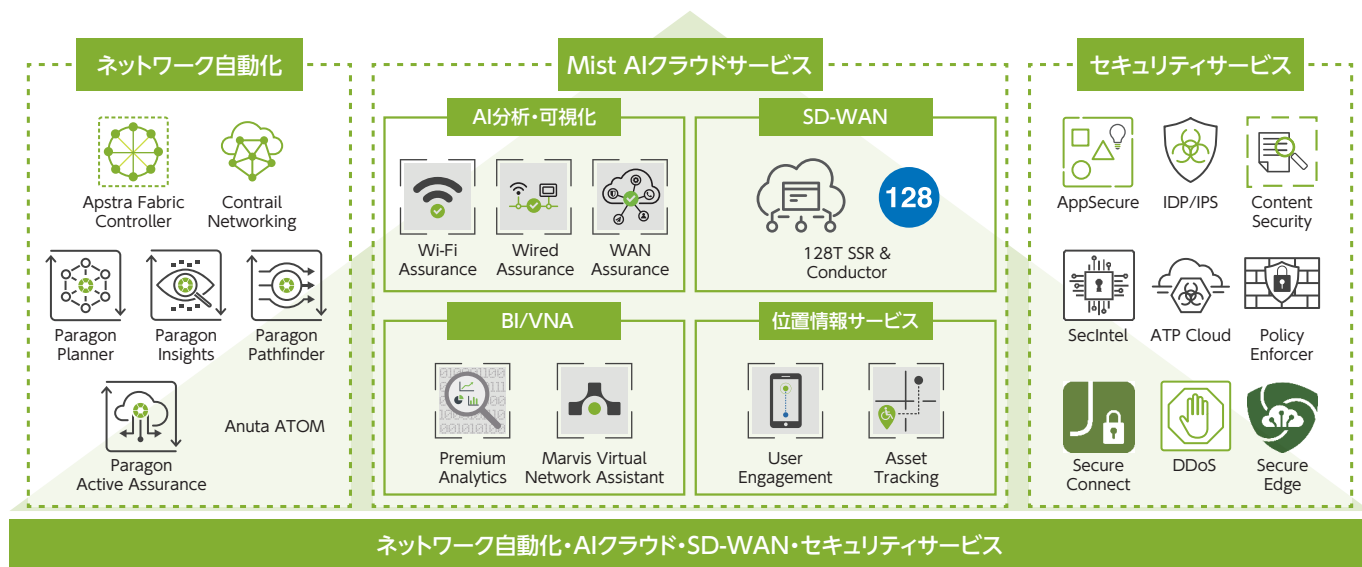 ネットワーク自動化
Apstra Fabric
Controller
Contrail
Networking
Paragon
Planner
Paragon
Insights
Paragon
Pathfinder
Paragon
Active Assurance
Anuta ATOM
Mist AIクラウドサービス
AI分析・可視化
Wi-Fi
Assurance
Wired
Assurance
WAN
Assurance
SD-WAN
128
128T SSR &
Conductor
BI/VNA
Premium
Analytics
Marvis Virtual
Network Assistant
位置情報サービス
User
Engagement
Asset
Tracking
セキュリティサービス
AppSecure
IDP/IPS
Content
Security
SecIntel
ATP Cloud
Policy
Enforcer
Secure
Connect
DDoS
Secure
Edge
ネットワーク自動化・AIクラウド・SD-WAN・セキュリティサービス